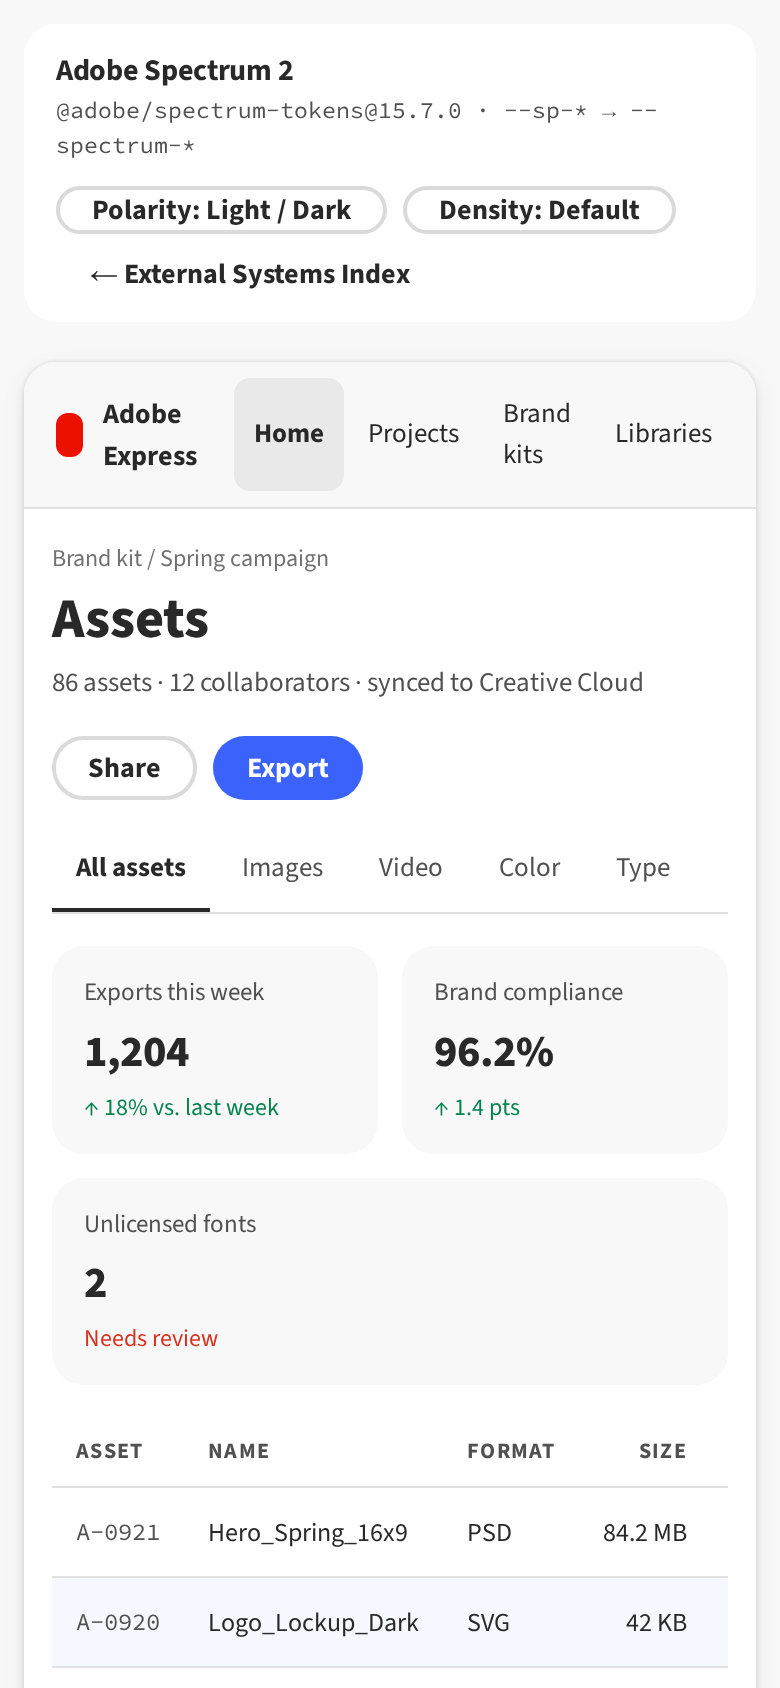 Adobe Spectrum 2
@adobe/spectrum-tokens@15.7.0 · --sp-* → --
spectrum-*
Polarity: Light / Dark
Density: Default
← External Systems Index
Adobe
Express
Home
Projects
Brand
kits
Libraries
Brand kit / Spring campaign
Assets
86 assets · 12 collaborators · synced to Creative Cloud
Share
Export
All assets
Images
Video
Color
Type
Exports this week
1,204
↑ 18% vs. last week
Brand compliance
96.2%
↑ 1.4 pts
Unlicensed fonts
2
Needs review
ASSET NAME FORMAT SIZE
A-0921 Hero_Spring_16x9 PSD 84.2 MB
A-0920 Logo_Lockup_Dark SVG 42 KB